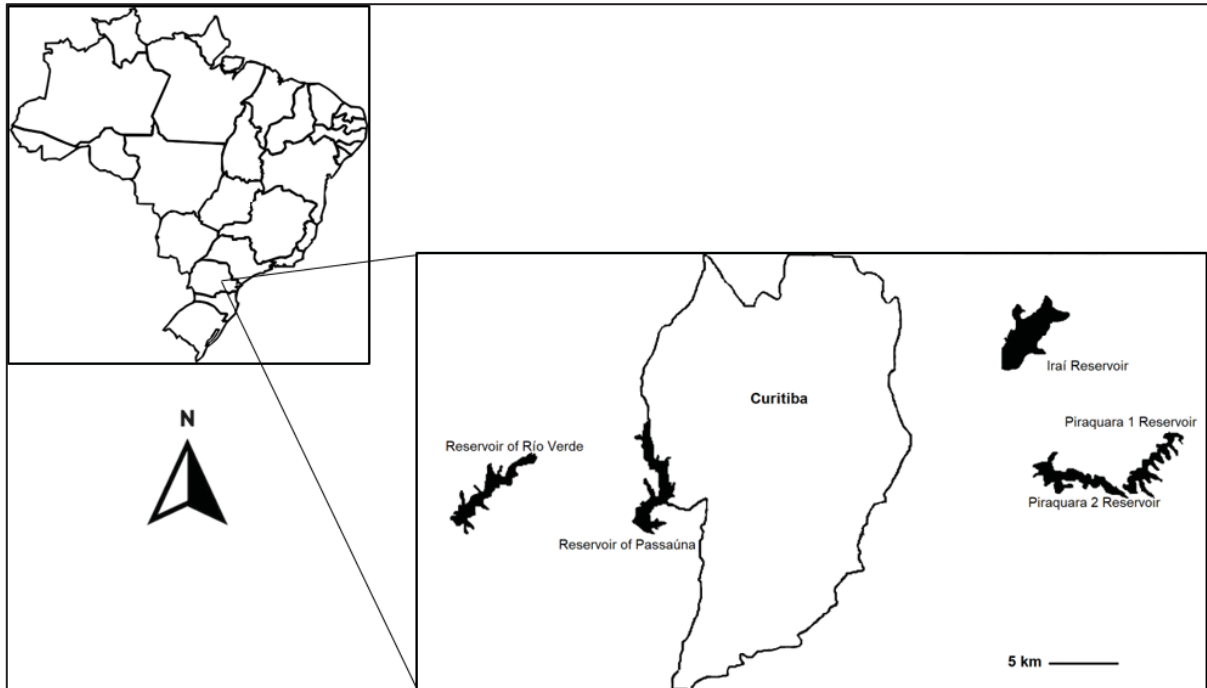 Iraí Reservoir
Curitiba
Piraquara 1 Reservoir
N
Reservoir of Río Verde
Piraquara 2 Reservoir
Reservoir of Passaúna
5 km